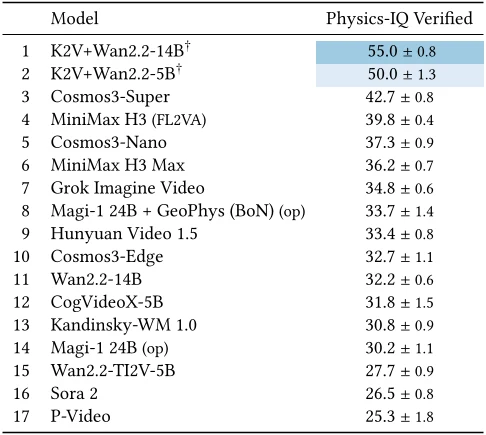 Model Physics-IQ Verified
1 K2V+Wan2.2-14B† 55.0 ± 0.8
2 K2V+Wan2.2-5B† 50.0 ± 1.3
3 Cosmos3-Super 42.7 ± 0.8
4 MiniMax H3 (FL2VA) 39.8 ± 0.4
5 Cosmos3-Nano 37.3 ± 0.9
6 MiniMax H3 Max 36.2 ± 0.7
7 Grok Imagine Video 34.8 ± 0.6
8 Magi-1 24B + GeoPhys (BoN) (op) 33.7 ± 1.4
9 Hunyuan Video 1.5 33.4 ± 0.8
10 Cosmos3-Edge 32.7 ± 1.1
11 Wan2.2-14B 32.2 ± 0.6
12 CogVideoX-5B 31.8 ± 1.5
13 Kandinsky-WM 1.0 30.8 ± 0.9
14 Magi-1 24B (op) 30.2 ± 1.1
15 Wan2.2-TI2V-5B 27.7 ± 0.9
16 Sora 2 26.5 ± 0.8
17 P-Video 25.3 ± 1.8